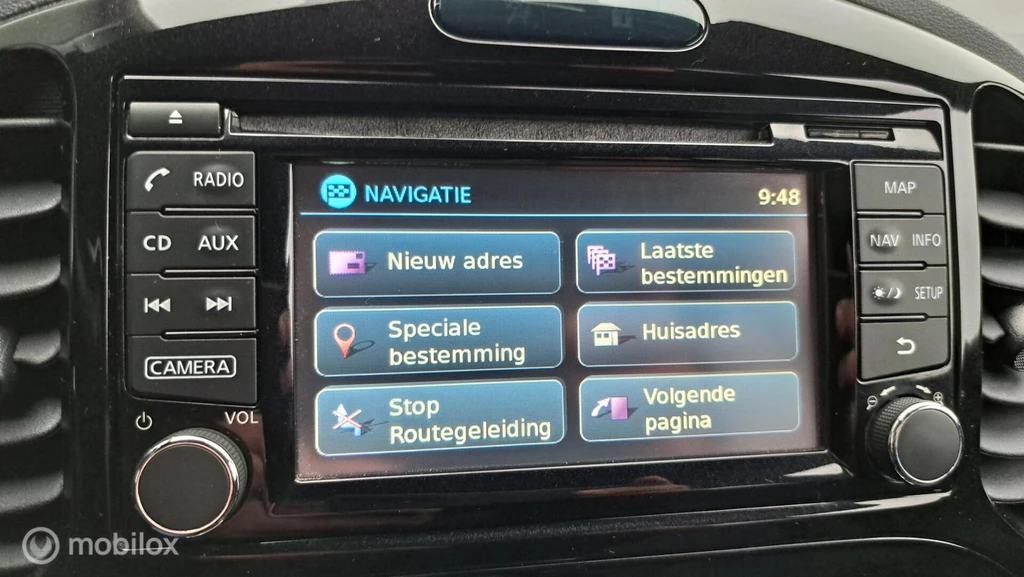 RADIO
CD AUX
CAMERA
VOL
NAVIGATIE
9:48
Nieuw adres
Laatste
bestemmingen
Speciale
bestemming
Huisadres
Stop
Routegeleiding
Volgende
pagina
MAP
NAV INFO
SETUP
mobilox